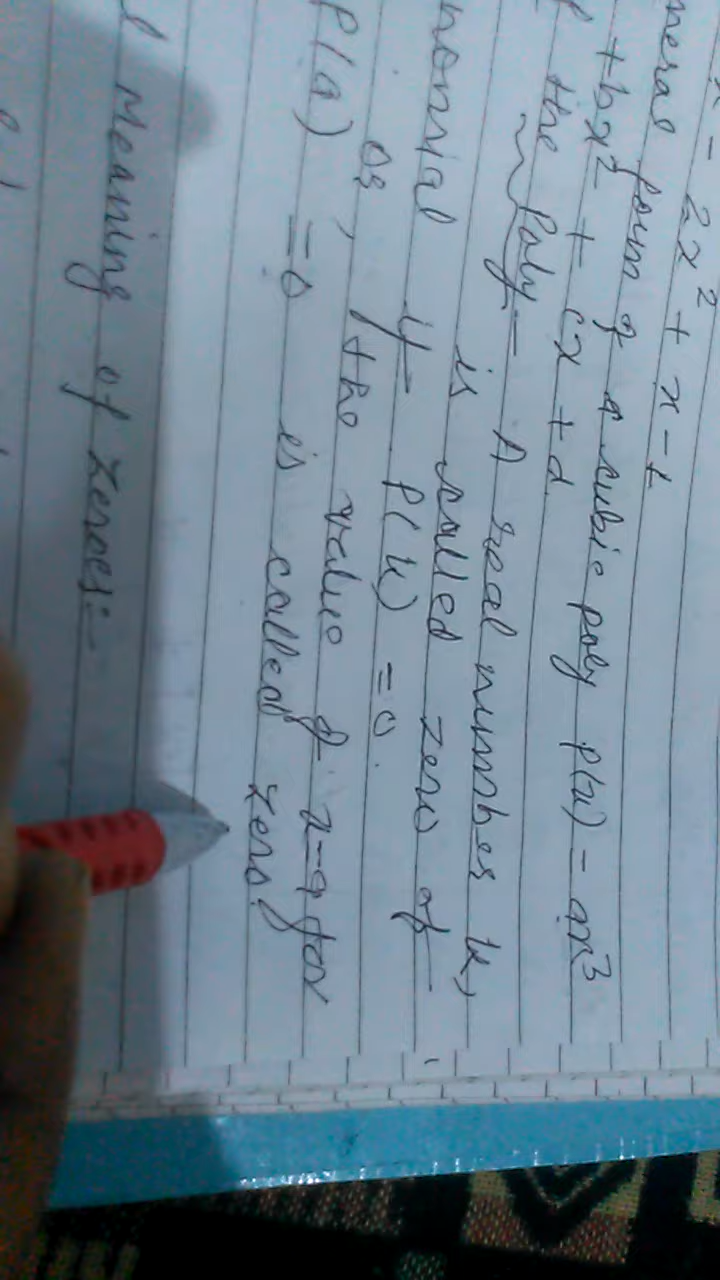 x - 2x² + x - 1
neral form of a cubic poly p(x) = ax³
+ bx² + cx + d
f the Poly - A real number k,
nomial if p(k) = 0. is called zero of
or, the value of x = a for
p(a) = 0 is called zero.
l Meaning of Zeroes:-